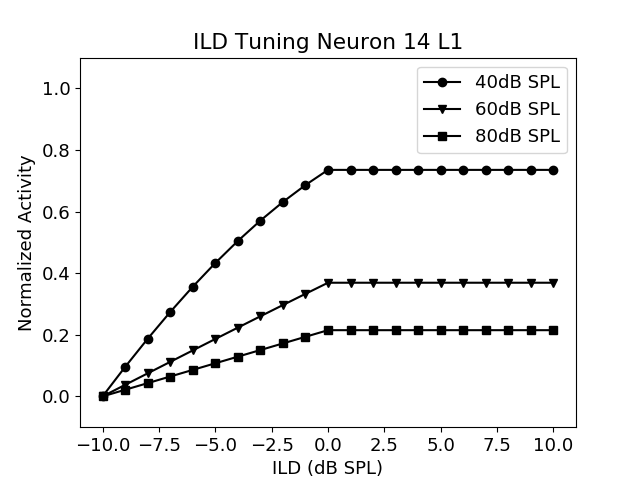 ILD Tuning Neuron 14 L1
1.0
0.8
0.6
0.4
0.2
0.0
Normalized Activity
40dB SPL
60dB SPL
80dB SPL
−10.0 −7.5 −5.0 −2.5 0.0 2.5 5.0 7.5 10.0
ILD (dB SPL)